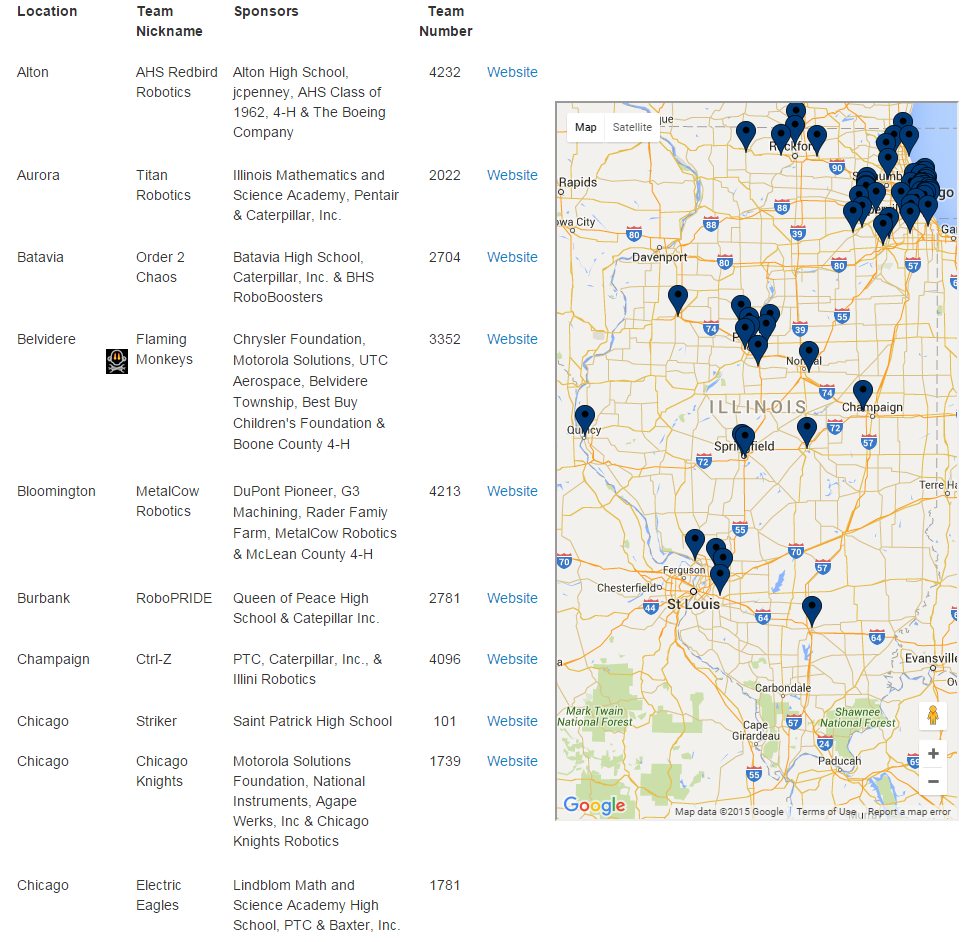 Location Team Nickname Sponsors Team Number
Alton AHS Redbird Robotics Alton High School, jcpenney, AHS Class of 1962, 4-H & The Boeing Company 4232 Website
Aurora Titan Robotics Illinois Mathematics and Science Academy, Pentair & Caterpillar, Inc. 2022 Website
Batavia Order 2 Chaos Batavia High School, Caterpillar, Inc. & BHS RoboBoosters 2704 Website
Belvidere Flaming Monkeys Chrysler Foundation, Motorola Solutions, UTC Aerospace, Belvidere Township, Best Buy Children's Foundation & Boone County 4-H 3352 Website
Bloomington MetalCow Robotics DuPont Pioneer, G3 Machining, Rader Famiy Farm, MetalCow Robotics & McLean County 4-H 4213 Website
Burbank RoboPRIDE Queen of Peace High School & Catepillar Inc. 2781 Website
Champaign Ctrl-Z PTC, Caterpillar, Inc., & Illini Robotics 4096 Website
Chicago Striker Saint Patrick High School 101 Website
Chicago Chicago Knights Motorola Solutions Foundation, National Instruments, Agape Werks, Inc & Chicago Knights Robotics 1739 Website
Chicago Electric Eagles Lindblom Math and Science Academy High School, PTC & Baxter, Inc. 1781
Map Satellite
que
Rockfor
90
Rapids
88
go
owa City
88
80
39
Ga
Davenport
80
80
57
55
74
39
Nor al
74
ILLINOIS
Champaign
Quincy
72
57
Springfield
72
Terre Ha
55
70
70
57
Ferguson
Chesterfield
St Louis
44
64
64
Evansville
a
Carbondale
Mark Twain
National Forest
57
Shawnee
National Forest
Cape
Girardeau
24
Paducah
69
55
+
−
Google
Map data ©2015 Google Terms of Use Report a map error